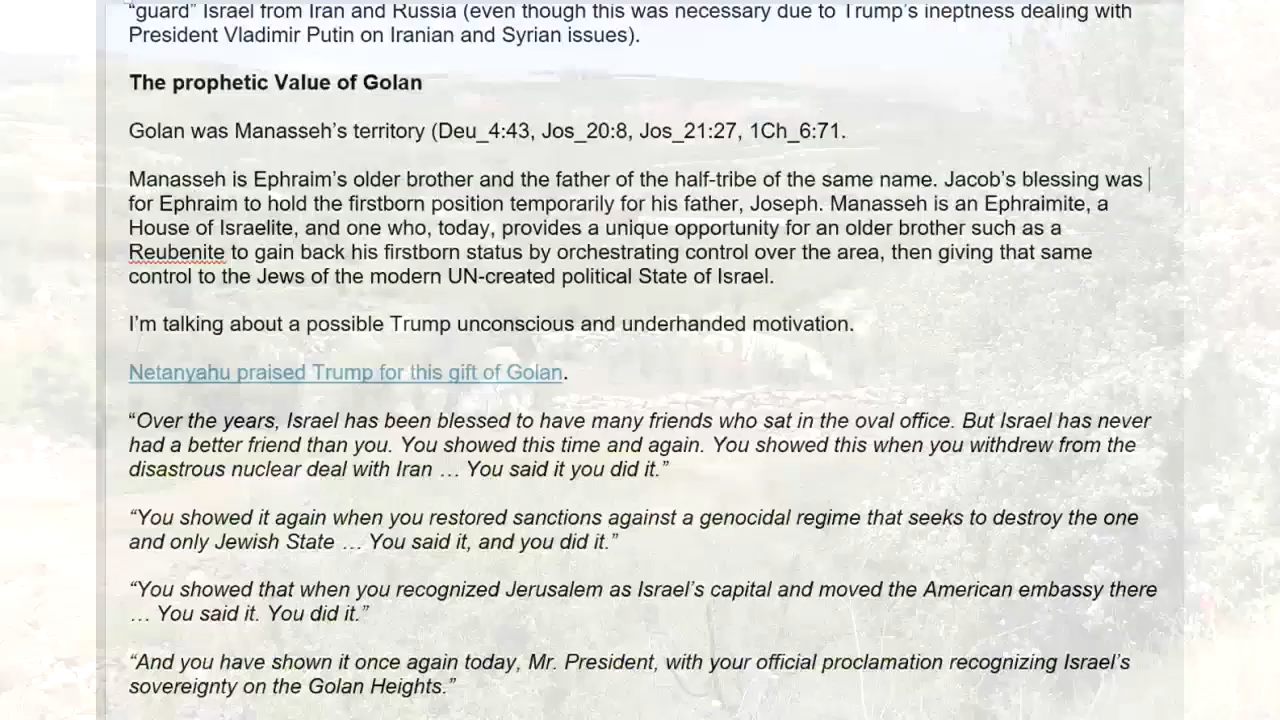 “guard” Israel from Iran and Russia (even though this was necessary due to Trump’s ineptness dealing with
President Vladimir Putin on Iranian and Syrian issues).
The prophetic Value of Golan
Golan was Manasseh’s territory (Deu_4:43, Jos_20:8, Jos_21:27, 1Ch_6:71.
Manasseh is Ephraim’s older brother and the father of the half-tribe of the same name. Jacob’s blessing was
for Ephraim to hold the firstborn position temporarily for his father, Joseph. Manasseh is an Ephraimite, a
House of Israelite, and one who, today, provides a unique opportunity for an older brother such as a
Reubenite to gain back his firstborn status by orchestrating control over the area, then giving that same
control to the Jews of the modern UN-created political State of Israel.
I’m talking about a possible Trump unconscious and underhanded motivation.
Netanyahu praised Trump for this gift of Golan.
“Over the years, Israel has been blessed to have many friends who sat in the oval office. But Israel has never
had a better friend than you. You showed this time and again. You showed this when you withdrew from the
disastrous nuclear deal with Iran … You said it you did it.”
“You showed it again when you restored sanctions against a genocidal regime that seeks to destroy the one
and only Jewish State … You said it, and you did it.”
“You showed that when you recognized Jerusalem as Israel’s capital and moved the American embassy there
… You said it. You did it.”
“And you have shown it once again today, Mr. President, with your official proclamation recognizing Israel’s
sovereignty on the Golan Heights.”